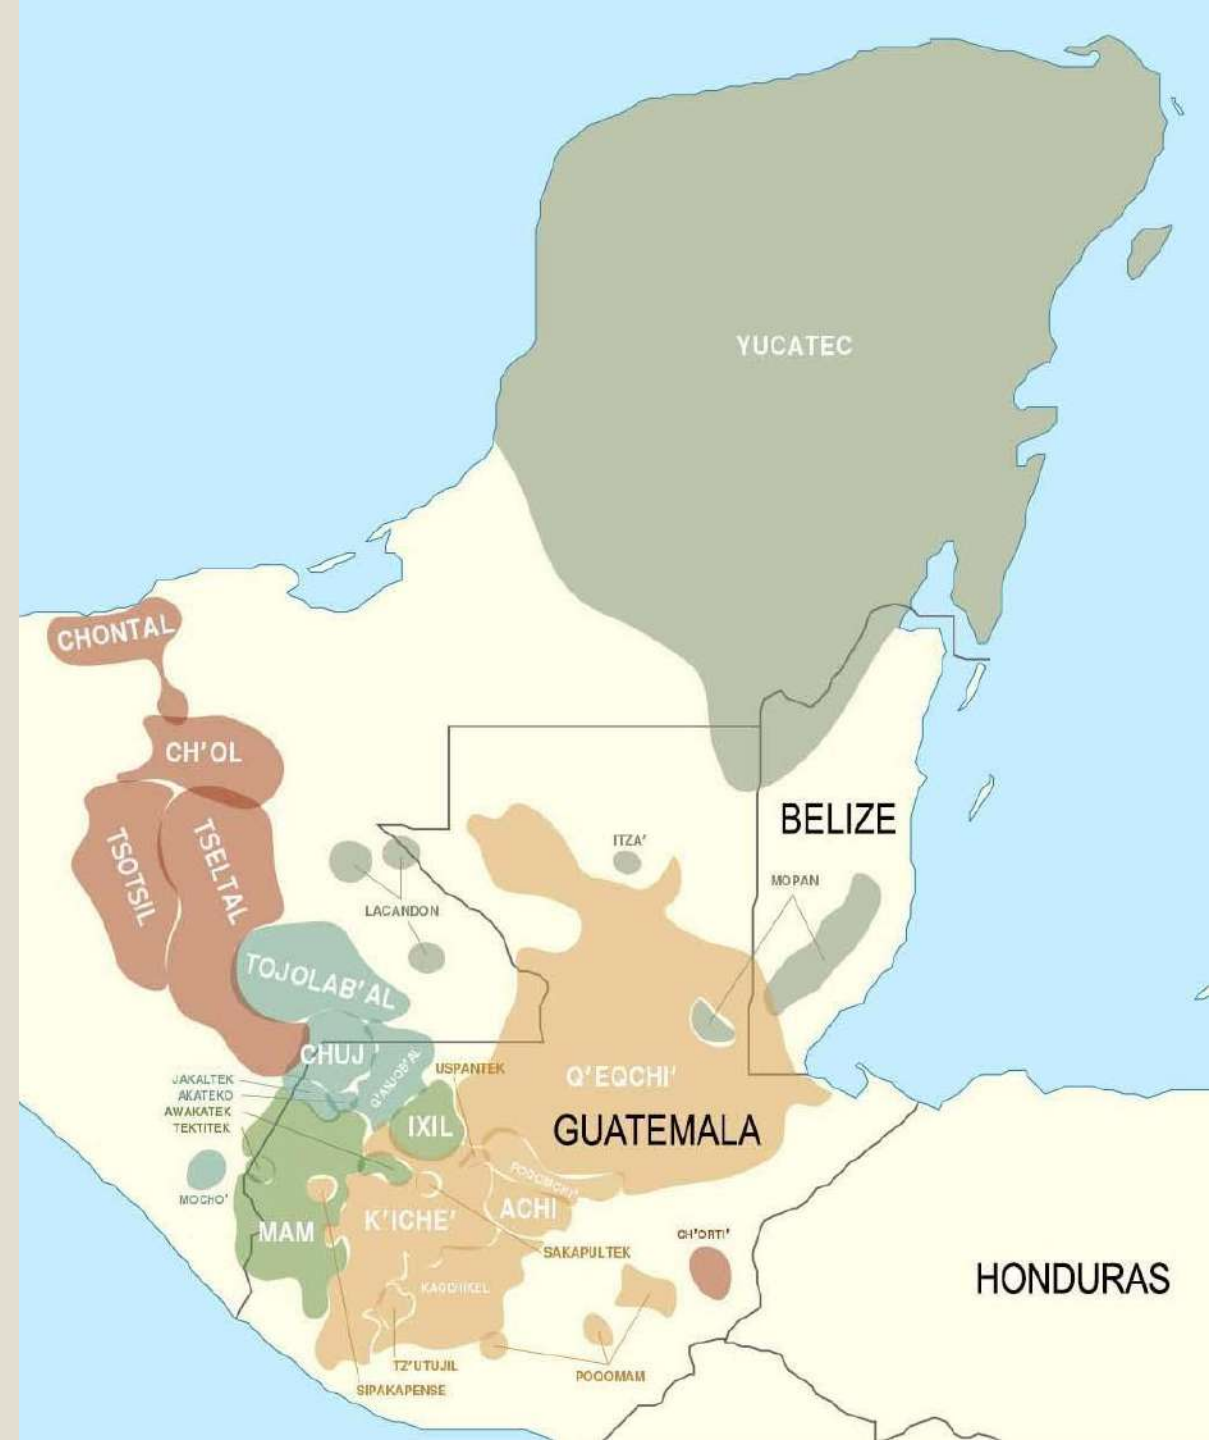 YUCATEC
CHONTAL
CH'OL
BELIZE
TSOTSIL
TSELTAL
ITZA'
MOPAN
LACANDON
TOJOLAB'AL
CHUJ
Q'ANJOB'AL
USPANTEK
Q'EQCHI'
JAKALTEK
AKATEKO
AWAKATEK
TEKTITEK
IXIL
GUATEMALA
POQOMCHI'
MOCHO'
ACHI
K'ICHE'
MAM
SAKAPULTEK
CH'ORTI'
HONDURAS
KAQCHIKEL
TZ'UTUJIL
POQOMAM
SIPAKAPENSE